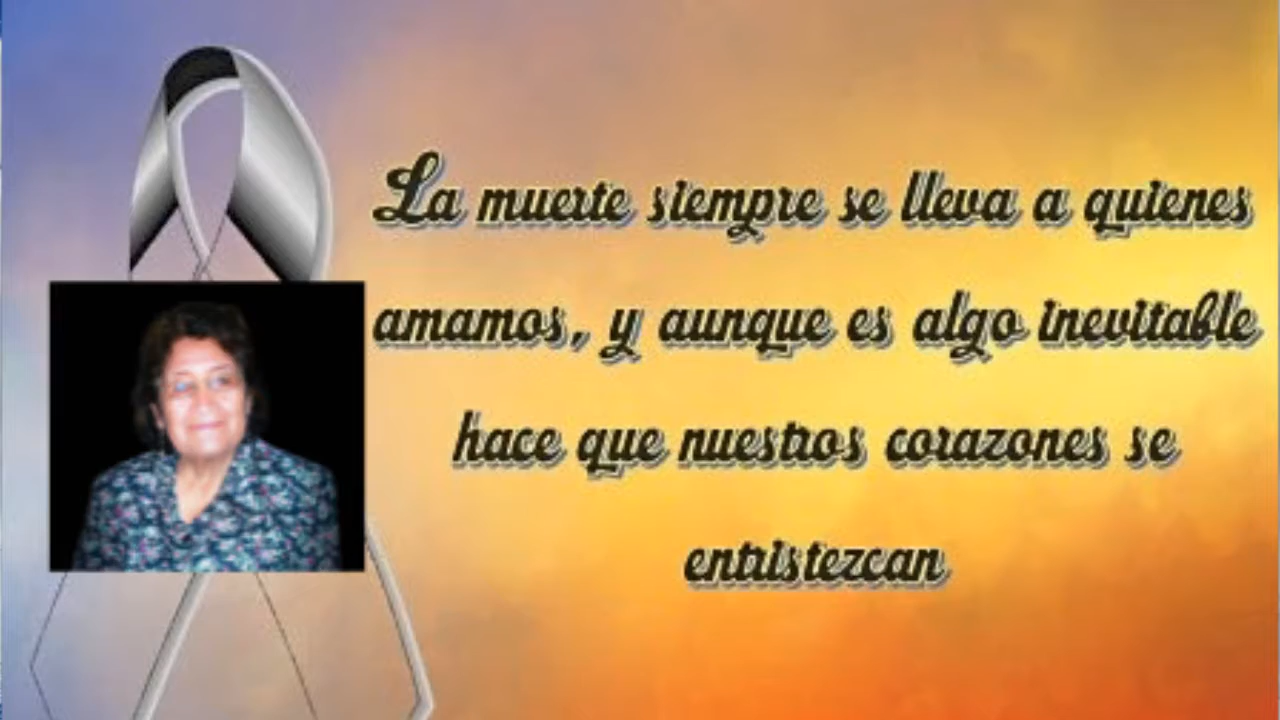 La muerte siempre se lleva a quienes
amamos, y aunque es algo inevitable
hace que nuestros corazones se
entristezcan